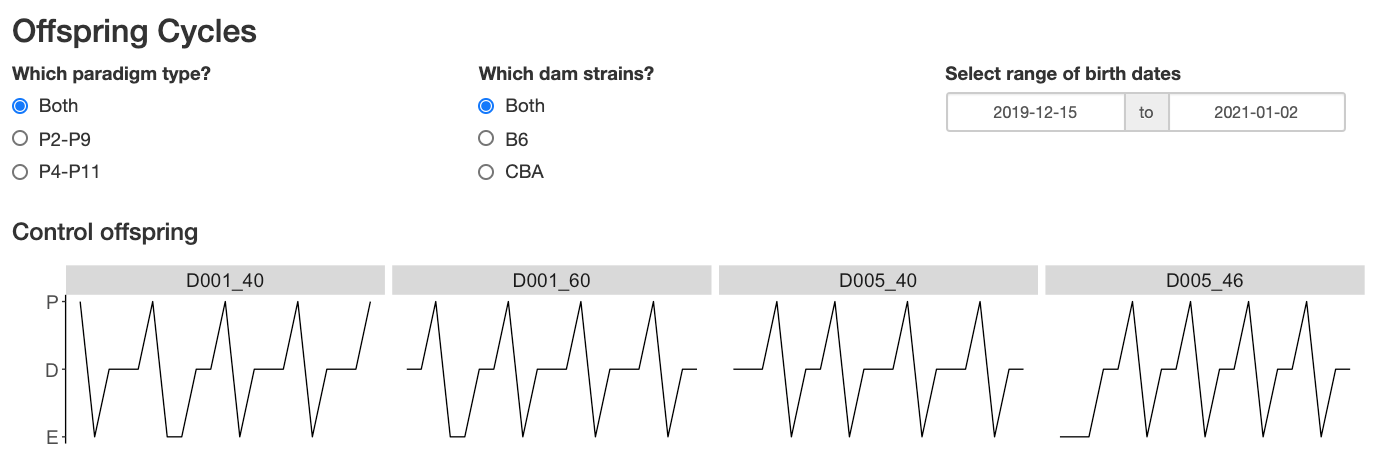 Offspring Cycles
Which paradigm type?
Both
P2-P9
P4-P11
Which dam strains?
Both
B6
CBA
Select range of birth dates
2019-12-15 to 2021-01-02
Control offspring
D001_40 D001_60 D005_40 D005_46
P
D
E